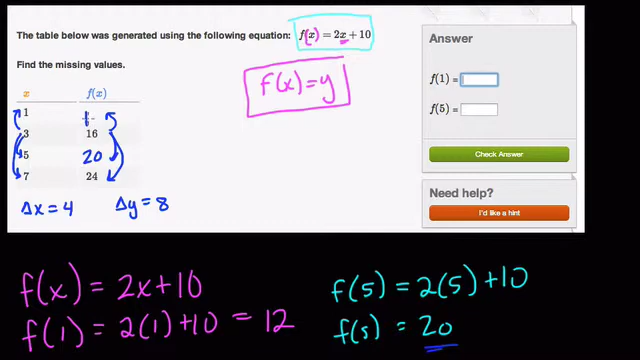 The table below was generated using the following equation: f(x) = 2x + 10
Find the missing values.
f(x) = y
x f(x)
1
3 16
5 20
7 24
Δx = 4 Δy = 8
Answer
f(1) =
f(5) =
Check Answer
Need help?
I'd like a hint
f(x) = 2x + 10
f(1) = 2(1) + 10 = 12
f(5) = 2(5) + 10
f(5) = 20